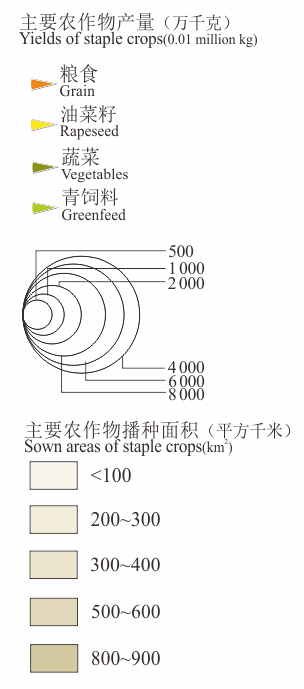 主要农作物产量（万千克）
Yields of staple crops(0.01 million kg)
粮食
Grain
油菜籽
Rapeseed
蔬菜
Vegetables
青饲料
Greenfeed
500
1 000
2 000
4 000
6 000
8 000
主要农作物播种面积（平方千米）
Sown areas of staple crops(km²)
<100
200~300
300~400
500~600
800~900